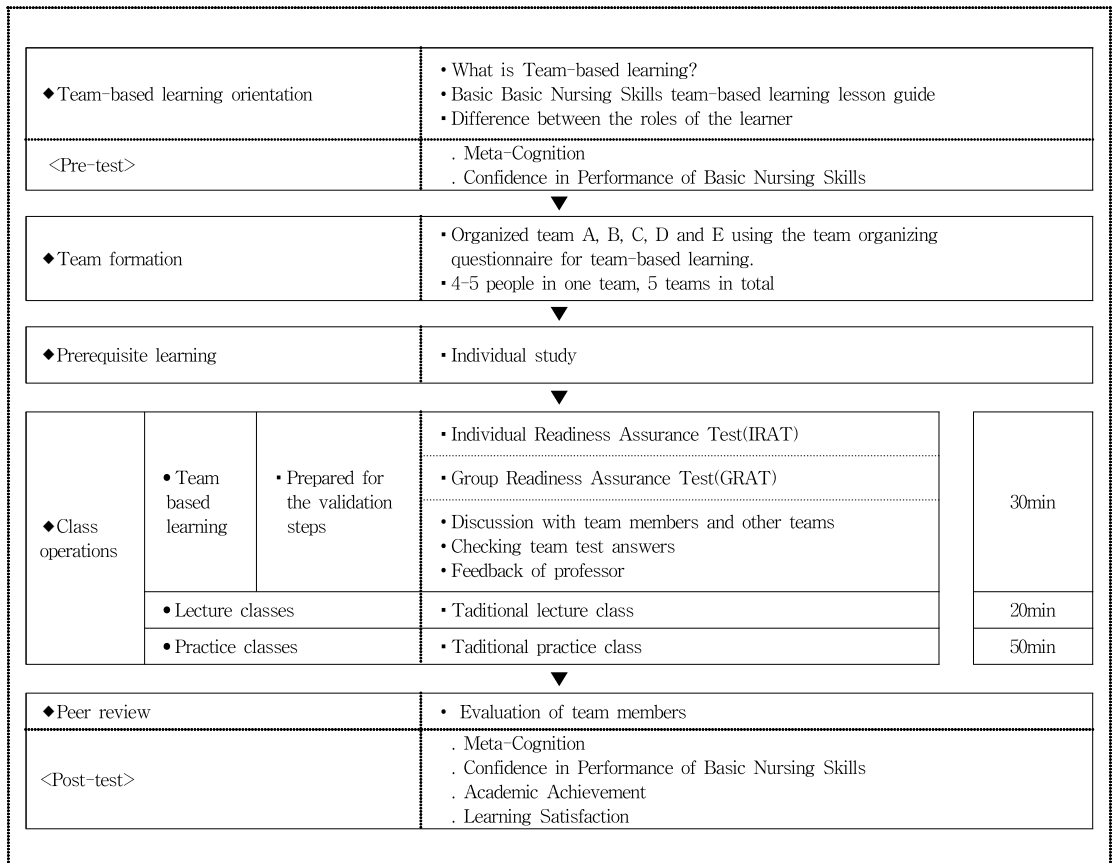 ◆Team-based learning orientation
• What is Team-based learning?
• Basic Basic Nursing Skills team-based learning lesson guide
▪ Difference between the roles of the learner
<Pre-test>
. Meta-Cognition
. Confidence in Performance of Basic Nursing Skills
▼
◆Team formation
▪ Organized team A, B, C, D and E using the team organizing
questionnaire for team-based learning.
▪ 4-5 people in one team, 5 teams in total
▼
◆Prerequisite learning
▪ Individual study
▼
◆Class
operations
●Team
based
learning
▪ Prepared for
the validation
steps
▪ Individual Readiness Assurance Test(IRAT)
▪ Group Readiness Assurance Test(GRAT)
• Discussion with team members and other teams
• Checking team test answers
• Feedback of professor
30min
●Lecture classes
▪ Taditional lecture class
20min
●Practice classes
▪ Taditional practice class
50min
▼
◆Peer review
• Evaluation of team members
<Post-test>
. Meta-Cognition
. Confidence in Performance of Basic Nursing Skills
. Academic Achievement
. Learning Satisfaction